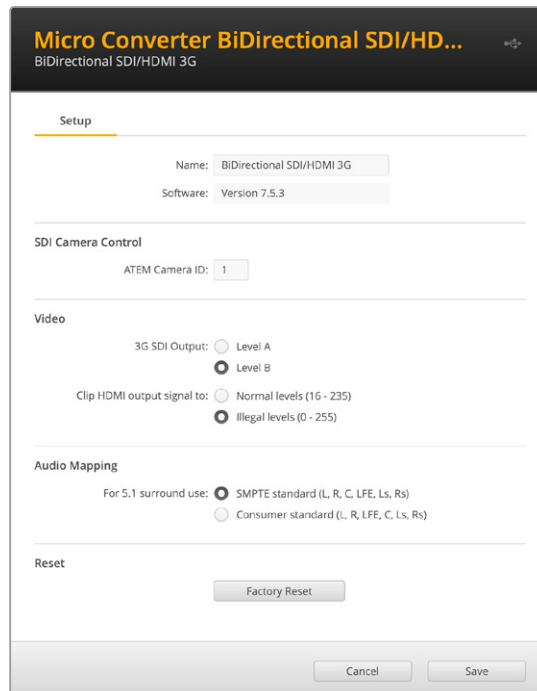 Micro Converter BiDirectional SDI/HD...
BiDirectional SDI/HDMI 3G
Setup
Name: BiDirectional SDI/HDMI 3G
Software: Version 7.5.3
SDI Camera Control
ATEM Camera ID: 1
Video
3G SDI Output: Level A
Level B
Clip HDMI output signal to: Normal levels (16 - 235)
Illegal levels (0 - 255)
Audio Mapping
For 5.1 surround use: SMPTE standard (L, R, C, LFE, Ls, Rs)
Consumer standard (L, R, LFE, C, Ls, Rs)
Reset
Factory Reset
Cancel Save